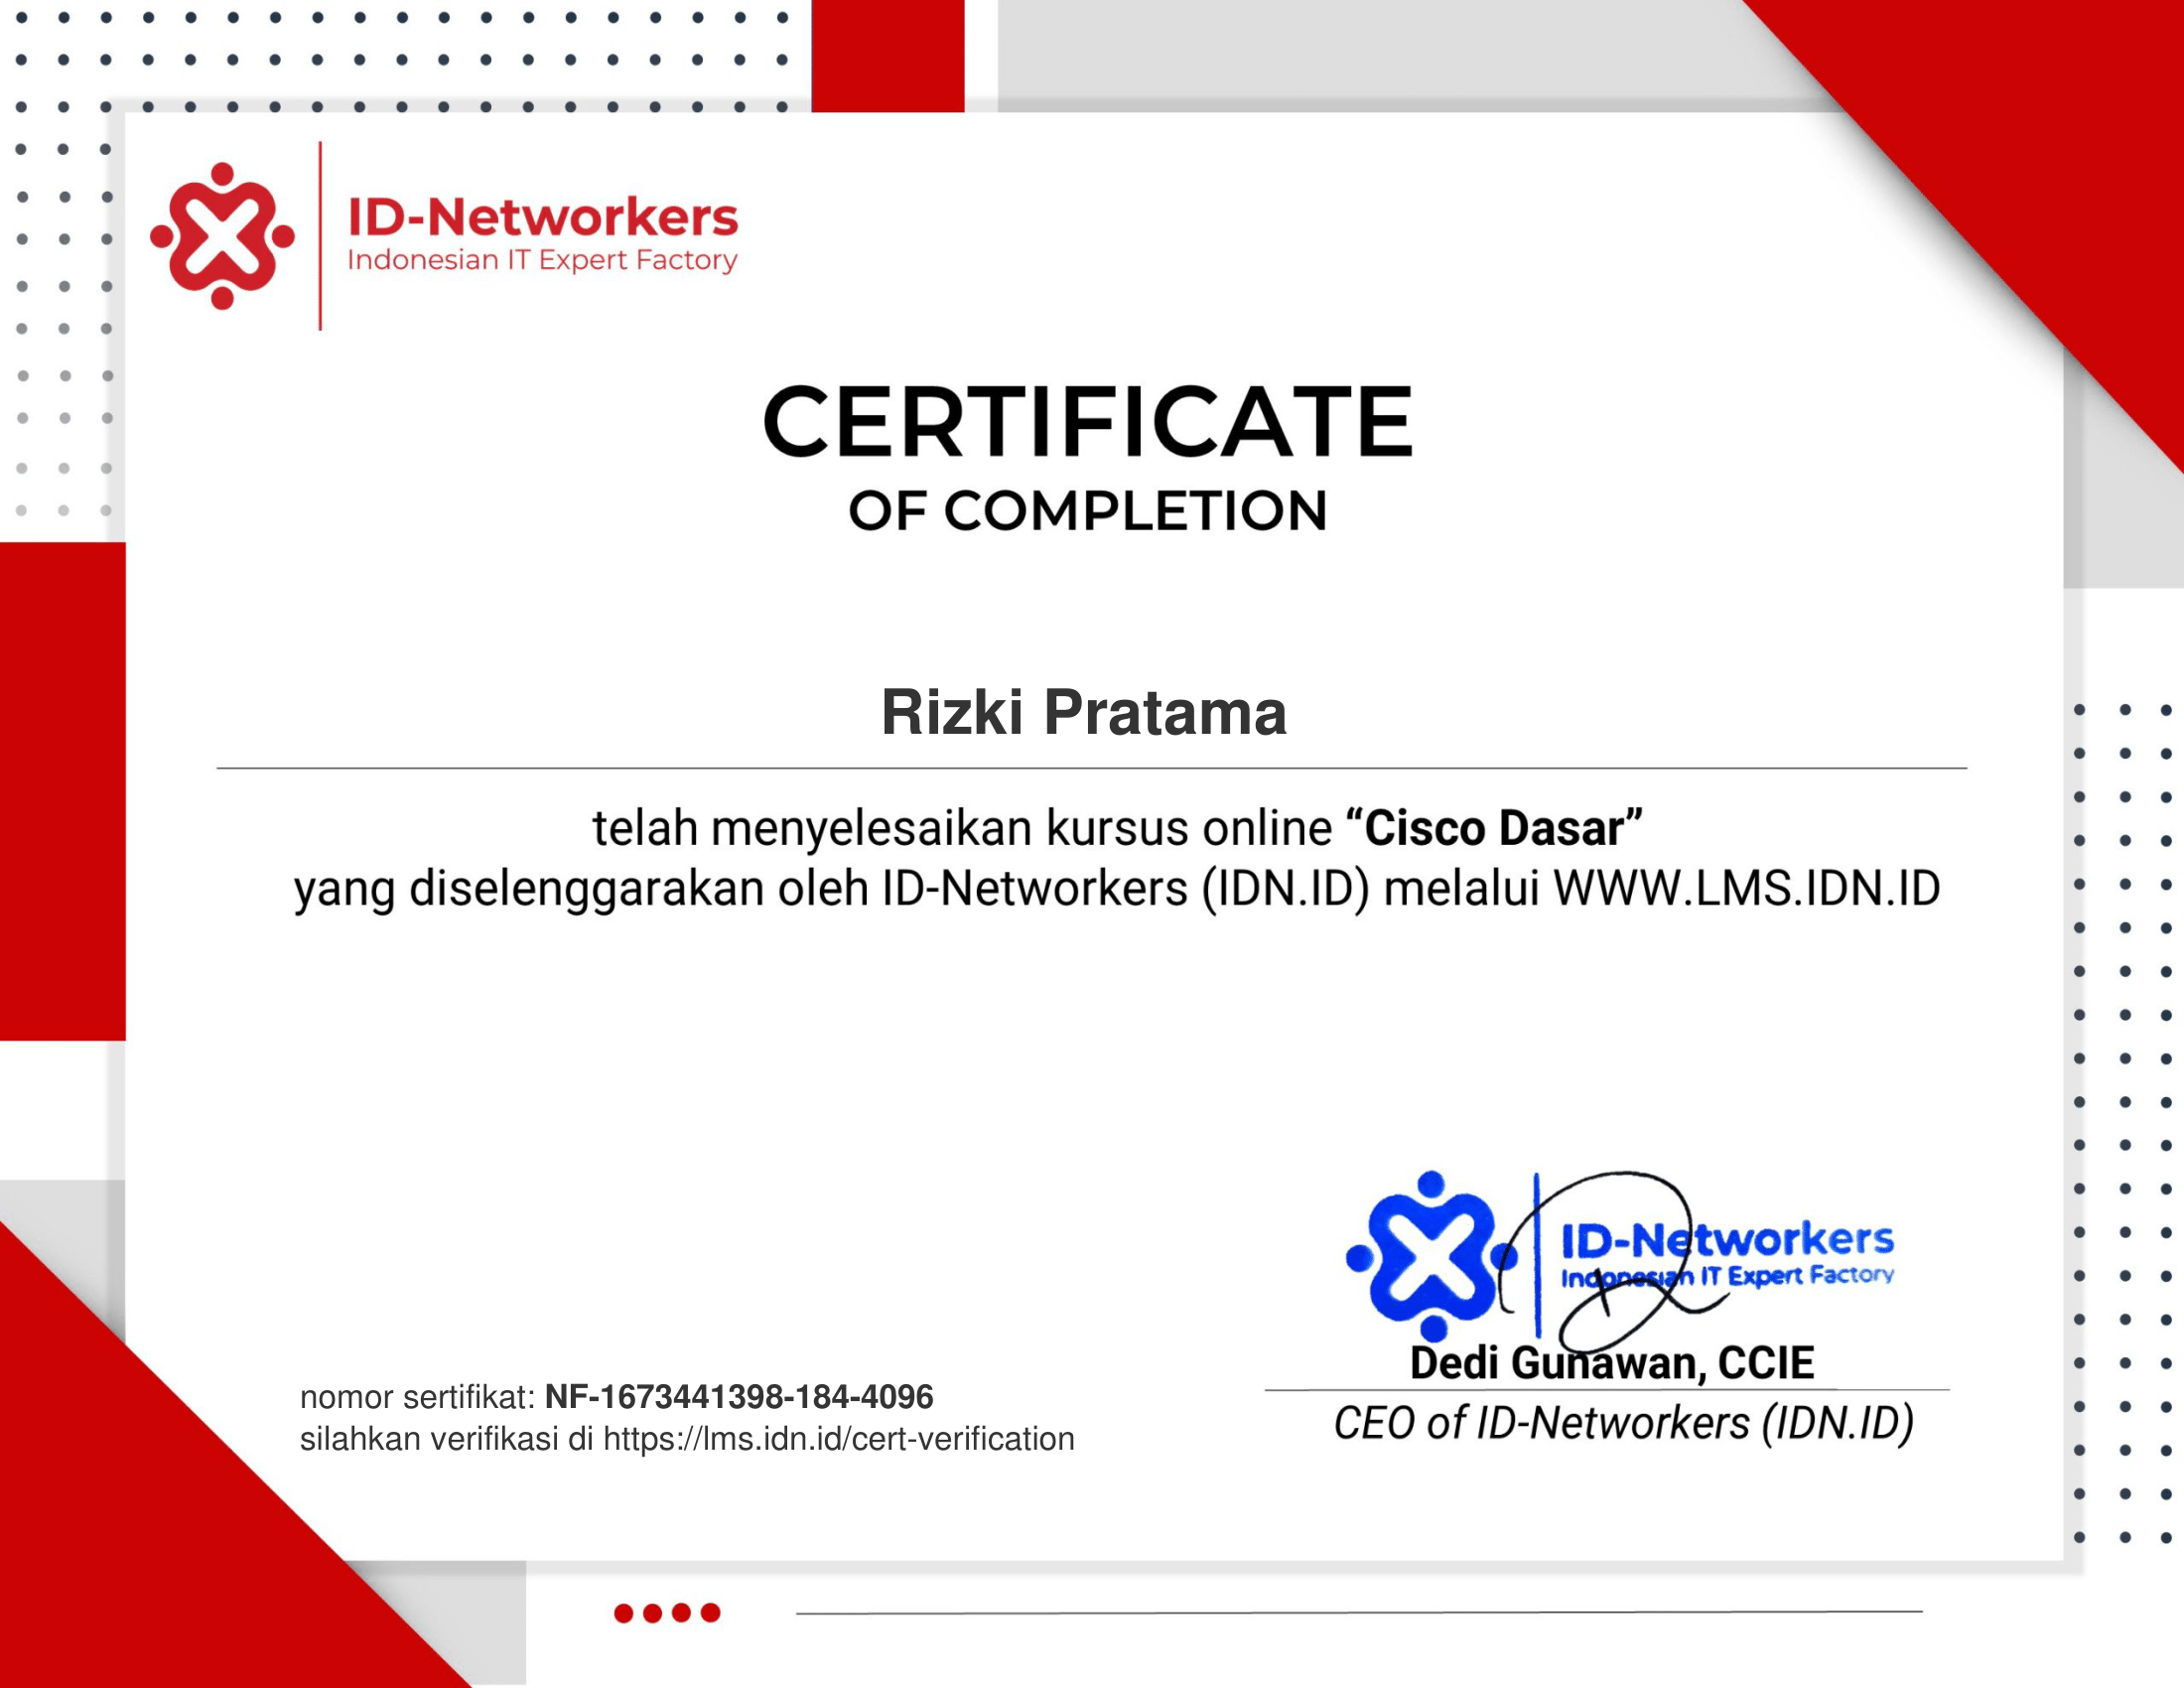 ID-Networkers
Indonesian IT Expert Factory
CERTIFICATE
OF COMPLETION
Rizki Pratama
telah menyelesaikan kursus online “Cisco Dasar”
yang diselenggarakan oleh ID-Networkers (IDN.ID) melalui WWW.LMS.IDN.ID
ID-Networkers
Indonesian IT Expert Factory
Dedi Gunawan, CCIE
CEO of ID-Networkers (IDN.ID)
nomor sertifikat: NF-1673441398-184-4096
silahkan verifikasi di https://lms.idn.id/cert-verification